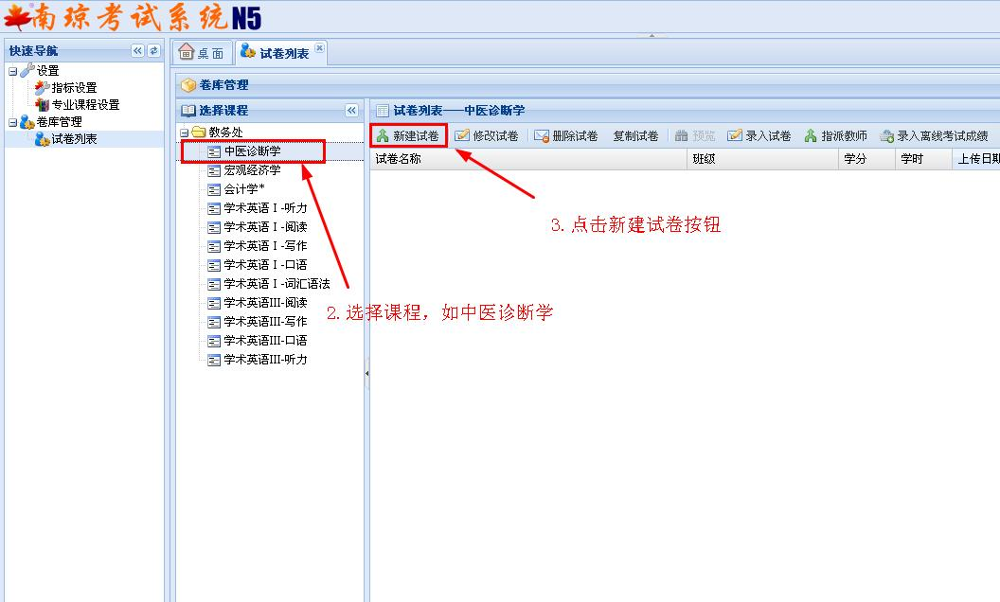 南琼考试系统N5
快速导航
设置
指标设置
专业课程设置
卷库管理
试卷列表
桌面
试卷列表
卷库管理
选择课程
教务处
中医诊断学
宏观经济学
会计学*
学术英语Ⅰ-听力
学术英语Ⅰ-阅读
学术英语Ⅰ-写作
学术英语Ⅰ-口语
学术英语Ⅰ-词汇语法
学术英语III-阅读
学术英语III-写作
学术英语III-口语
学术英语III-听力
试卷列表——中医诊断学
新建试卷 修改试卷 删除试卷 复制试卷 预览 录入试卷 指派教师 录入离线考试成绩
试卷名称 班级 学分 学时 上传日期
3.点击新建试卷按钮
2.选择课程，如中医诊断学